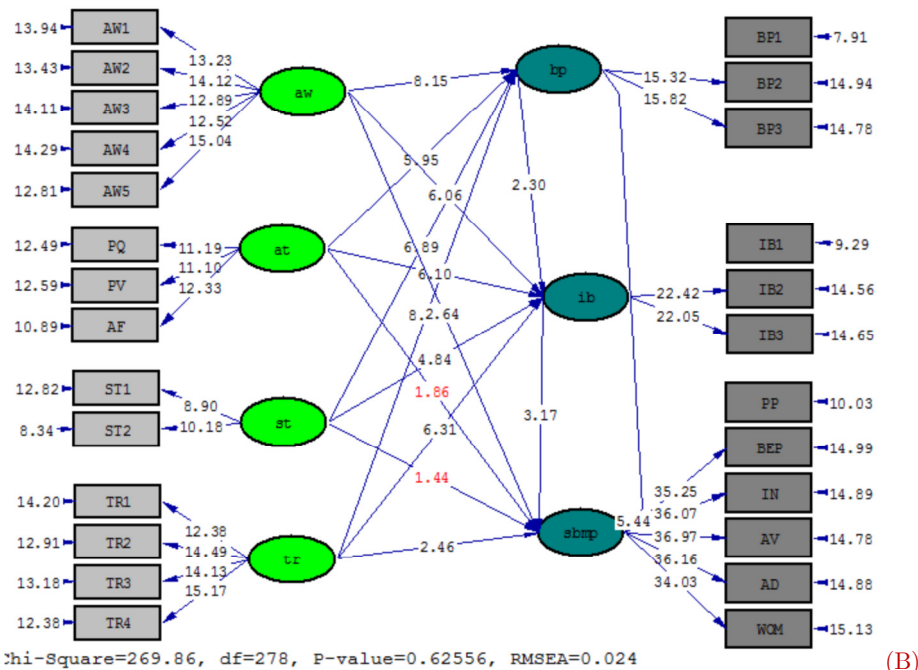 13.94 AW1
13.43 AW2
14.11 AW3
14.29 AW4
12.81 AW5
13.23
14.12
12.89
12.52
15.04
aw
12.49 PQ
12.59 PV
10.89 AF
11.19
11.10
12.33
at
12.82 ST1
8.34 ST2
8.90
10.18
st
14.20 TR1
12.91 TR2
13.18 TR3
12.38 TR4
12.38
14.49
14.13
15.17
tr
8.15
5.95
6.06
6.89
6.10
8.2.64
4.84
1.86
6.31
1.44
2.46
2.30
3.17
5.44
bp
ib
sbmp
15.32
15.82
BP1 7.91
BP2 14.94
BP3 14.78
22.42
22.05
IB1 9.29
IB2 14.56
IB3 14.65
35.25
36.07
36.97
36.16
34.03
PP 10.03
BEP 14.99
IN 14.89
AV 14.78
AD 14.88
WOM 15.13
Chi-Square=269.86, df=278, P-value=0.62556, RMSEA=0.024
(B)